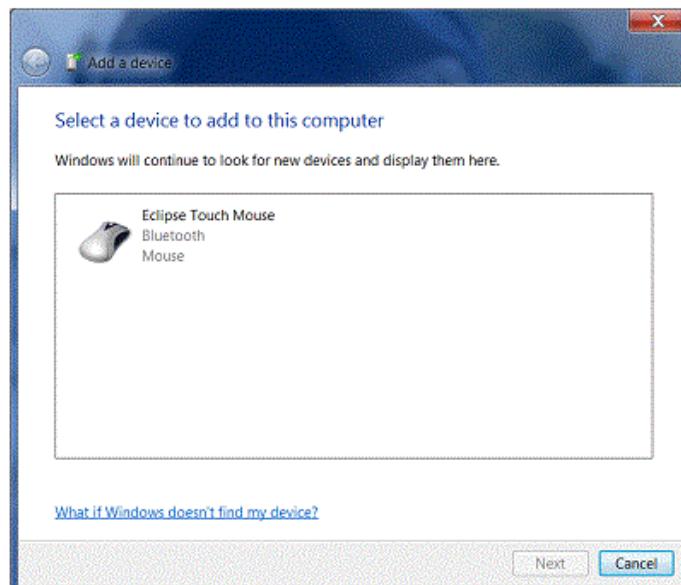 Add a device
Select a device to add to this computer
Windows will continue to look for new devices and display them here.
Eclipse Touch Mouse
Bluetooth
Mouse
What if Windows doesn't find my device?
Next
Cancel